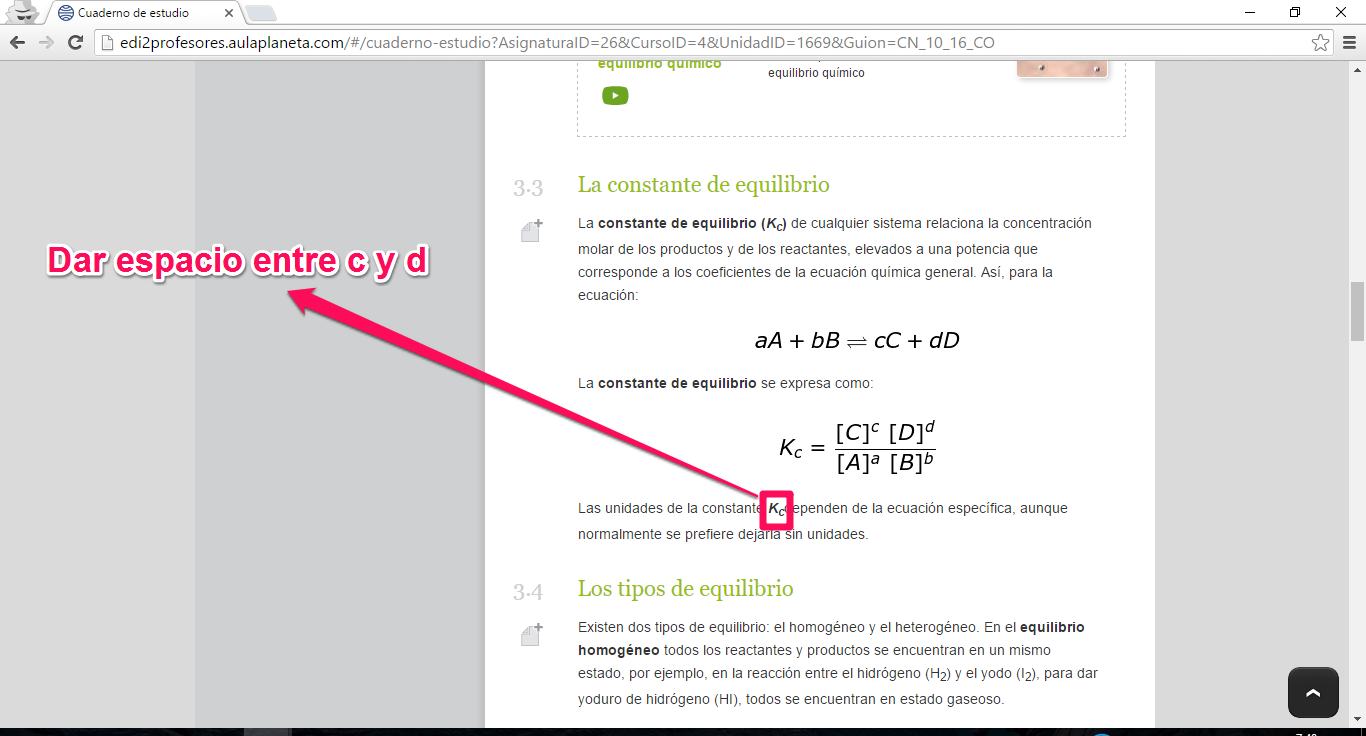 Cuaderno de estudio
edi2profesores.aulaplaneta.com/#/cuaderno-estudio?AsignaturaID=26&CursoID=4&UnidadID=1669&Guion=CN_10_16_CO
equilibrio químico
equilibrio químico
3.3 La constante de equilibrio
La constante de equilibrio (Kc) de cualquier sistema relaciona la concentración
molar de los productos y de los reactantes, elevados a una potencia que
corresponde a los coeficientes de la ecuación química general. Así, para la
ecuación:
Dar espacio entre c y d
aA + bB ⇌ cC + dD
La constante de equilibrio se expresa como:
Kc = [C]^c [D]^d / [A]^a [B]^b
Las unidades de la constante Kc dependen de la ecuación específica, aunque
normalmente se prefiere dejarla sin unidades.
3.4 Los tipos de equilibrio
Existen dos tipos de equilibrio: el homogéneo y el heterogéneo. En el equilibrio
homogéneo todos los reactantes y productos se encuentran en un mismo
estado, por ejemplo, en la reacción entre el hidrógeno (H₂) y el yodo (I₂), para dar
yoduro de hidrógeno (HI), todos se encuentran en estado gaseoso.